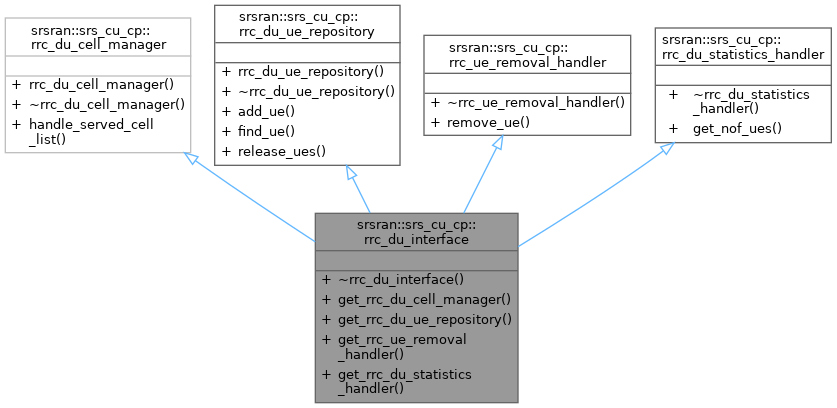 srsran::srs_cu_cp::
rrc_du_cell_manager
+ rrc_du_cell_manager()
+ ~rrc_du_cell_manager()
+ handle_served_cell
_list()
srsran::srs_cu_cp::
rrc_du_ue_repository
+ rrc_du_ue_repository()
+ ~rrc_du_ue_repository()
+ add_ue()
+ find_ue()
+ release_ues()
srsran::srs_cu_cp::
rrc_ue_removal_handler
+ ~rrc_ue_removal_handler()
+ remove_ue()
srsran::srs_cu_cp::
rrc_du_statistics_handler
+ ~rrc_du_statistics
_handler()
+ get_nof_ues()
srsran::srs_cu_cp::
rrc_du_interface
+ ~rrc_du_interface()
+ get_rrc_du_cell_manager()
+ get_rrc_du_ue_repository()
+ get_rrc_ue_removal
_handler()
+ get_rrc_du_statistics
_handler()